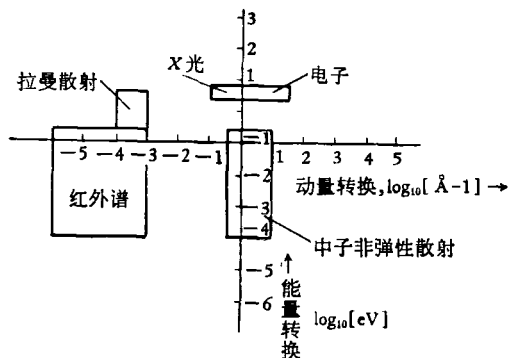 3
2
X光
1
电子
拉曼散射
-5 -4 -3 -2 -1 -1 1 2 3 4 5
-2
动量转换,log₁₀[Å-1]→
红外谱
-3
-4
中子非弹性散射
-5
↑能量转换
-6
log₁₀[eV]